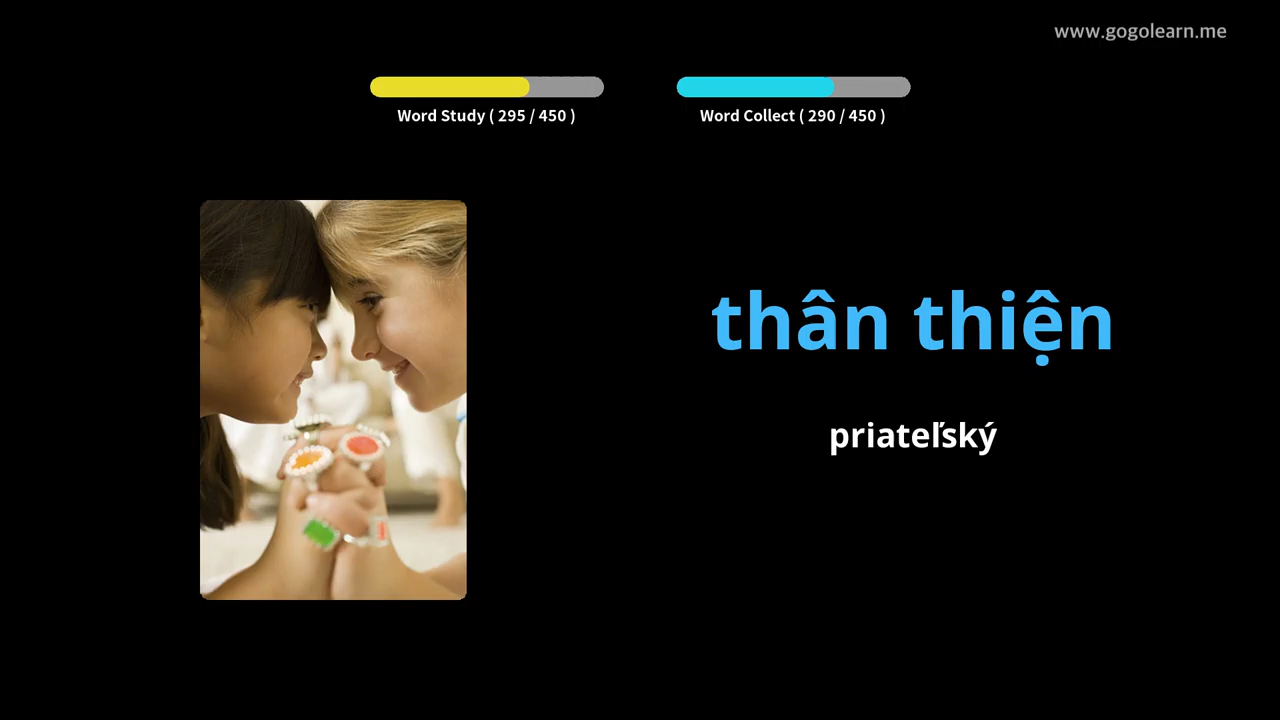 www.gogolearn.me
Word Study ( 295 / 450 )
Word Collect ( 290 / 450 )
thân thiện
priateľský